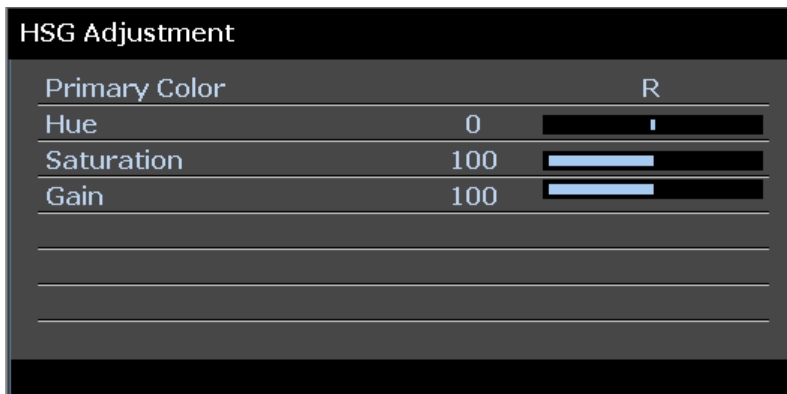 HSG Adjustment
Primary Color R
Hue 0
Saturation 100
Gain 100